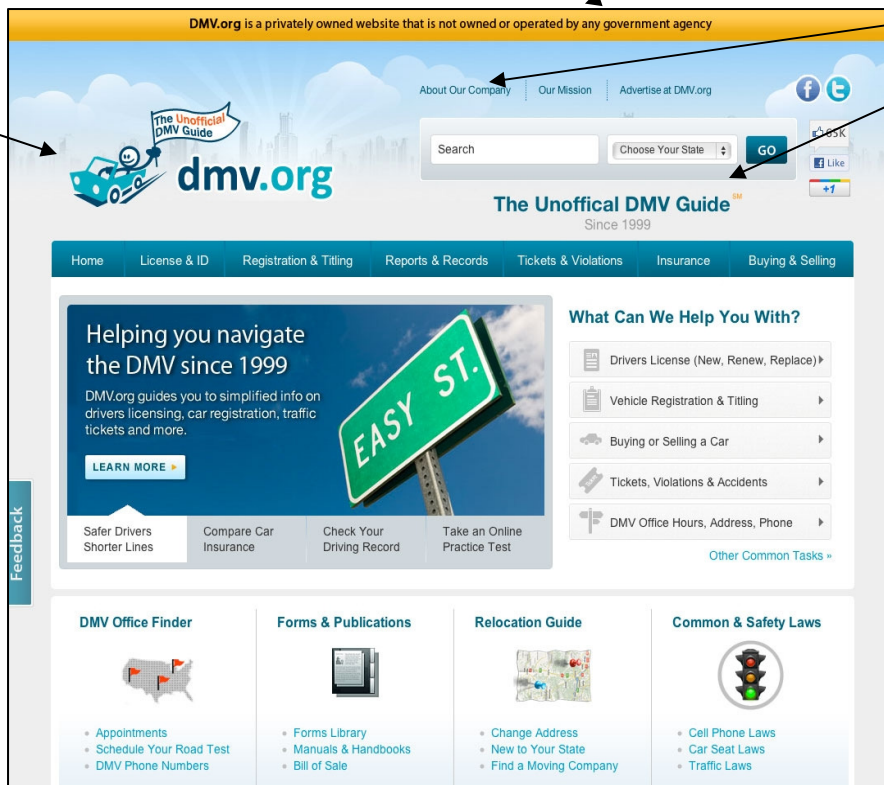 DMV.org is a privately owned website that is not owned or operated by any government agency
About Our Company Our Mission Advertise at DMV.org
The Unofficial
DMV Guide
dmv.org
Search Choose Your State GO
65K
Like
+1
The Unoffical DMV Guide SM
Since 1999
Home License & ID Registration & Titling Reports & Records Tickets & Violations Insurance Buying & Selling
Helping you navigate
the DMV since 1999
DMV.org guides you to simplified info on
drivers licensing, car registration, traffic
tickets and more.
LEARN MORE
EASY ST.
Safer Drivers
Shorter Lines
Compare Car
Insurance
Check Your
Driving Record
Take an Online
Practice Test
What Can We Help You With?
Drivers License (New, Renew, Replace)
Vehicle Registration & Titling
Buying or Selling a Car
Tickets, Violations & Accidents
DMV Office Hours, Address, Phone
Other Common Tasks »
Feedback
DMV Office Finder
Appointments
Schedule Your Road Test
DMV Phone Numbers
Forms & Publications
Forms Library
Manuals & Handbooks
Bill of Sale
Relocation Guide
Change Address
New to Your State
Find a Moving Company
Common & Safety Laws
Cell Phone Laws
Car Seat Laws
Traffic Laws